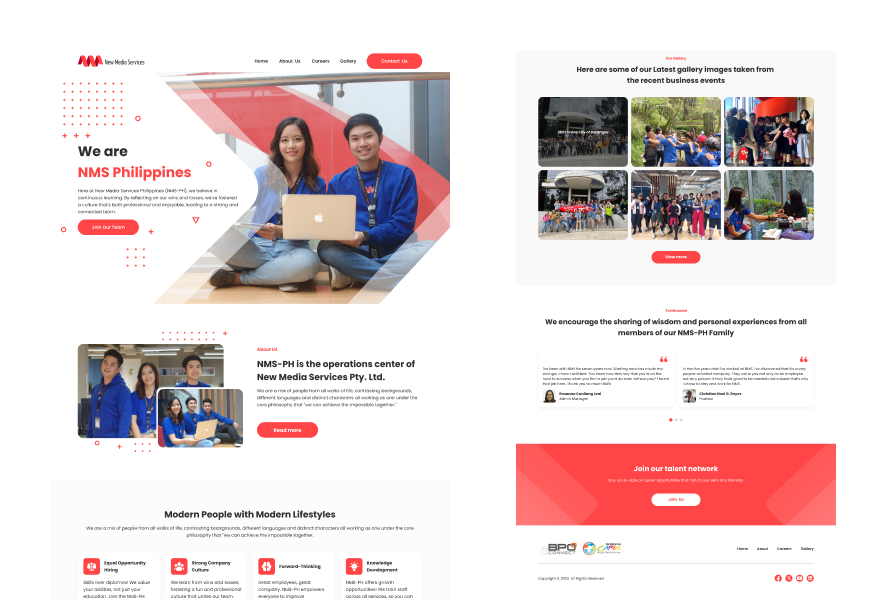 New Media Services
Home About Us Careers Gallery Contact Us
We are
NMS Philippines
Here at New Media Services Philippines (NMS-PH), we believe in
continuous learning. By reflecting on our wins and losses, we've fostered
a culture that's both professional and enjoyable, leading to a strong and
connected team.
Join Our Team
About Us
NMS-PH is the operations center of
New Media Services Pty. Ltd.
We are a mix of people from all walks of life, contrasting backgrounds,
different languages and distinct characters all working as one under the
core philosophy that "we can achieve the impossible together."
Read more
Modern People with Modern Lifestyles
We are a mix of people from all walks of life, contrasting backgrounds, different languages and distinct characters all working as one under the core
philosophy that "we can achieve the impossible together.
Equal Opportunity
Hiring
Skills over diplomas! We value
your abilities, not just your
education. Join the NMS-PH
Strong Company
Culture
We learn from wins and losses,
fostering a fun and professional
culture that unites our team.
Forward-Thinking
Great employees, great
company. NMS-PH empowers
everyone to improve
Knowledge
Development
NMS-PH offers growth
opportunities! We train staff
across all services, so you can
Our Gallery
Here are some of our Latest gallery images taken from
the recent business events
View more
Testimonial
We encourage the sharing of wisdom and personal experiences from all
members of our NMS-PH Family
Admin Manager
Christian Noel G. Reyes
Join our talent network
Stay up-to-date on career opportunities that match your skills and interests.
Join us
BPO
CONNECT
Home About Careers Gallery
Copyright © 2023. All Rights Reserved